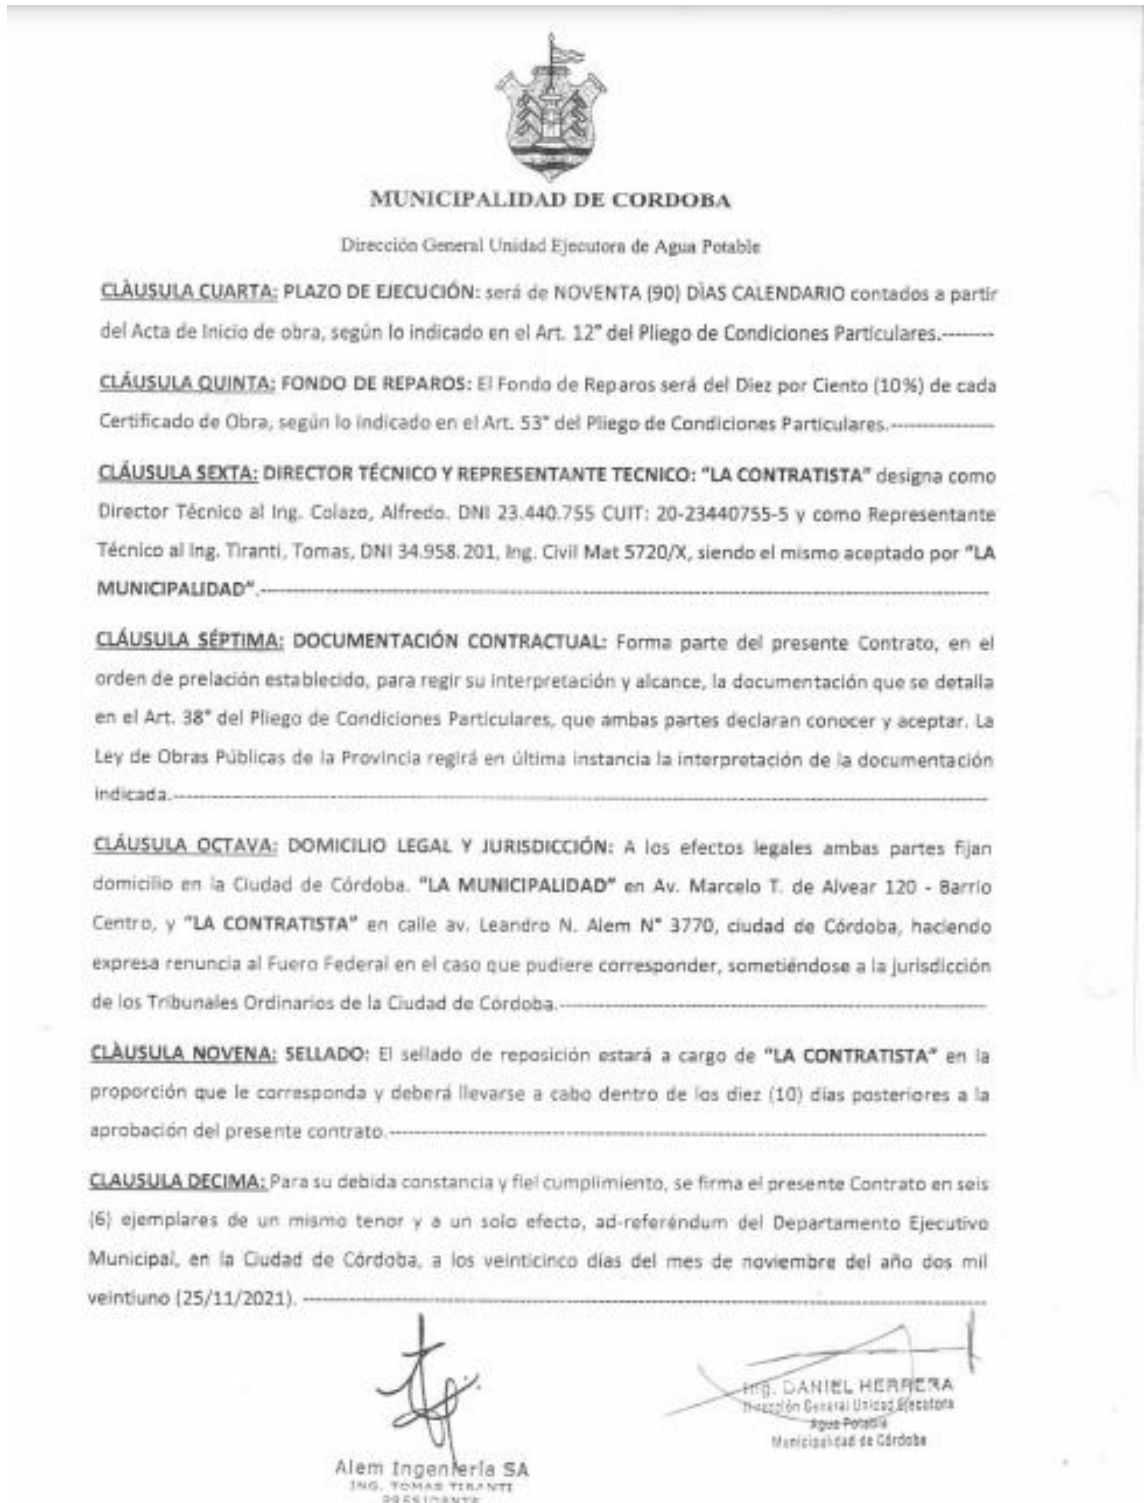 MUNICIPALIDAD DE CORDOBA
Dirección General Unidad Ejecutora de Agua Potable
CLÀUSULA CUARTA: PLAZO DE EJECUCIÓN: será de NOVENTA (90) DÌAS CALENDARIO contados a partir
del Acta de Inicio de obra, según lo indicado en el Art. 12° del Pliego de Condiciones Particulares.--------
CLÁUSULA QUINTA: FONDO DE REPAROS: El Fondo de Reparos será del Diez por Ciento (10%) de cada
Certificado de Obra, según lo indicado en el Art. 53° del Pliego de Condiciones Particulares.----------------
CLÁUSULA SEXTA: DIRECTOR TÉCNICO Y REPRESENTANTE TECNICO: "LA CONTRATISTA" designa como
Director Técnico al Ing. Colazo, Alfredo. DNI 23.440.755 CUIT: 20-23440755-5 y como Representante
Técnico al Ing. Tiranti, Tomas, DNI 34.958.201, Ing. Civil Mat 5720/X, siendo el mismo aceptado por "LA
MUNICIPALIDAD".----------------------------------------------------------------
CLÁUSULA SÉPTIMA: DOCUMENTACIÓN CONTRACTUAL: Forma parte del presente Contrato, en el
orden de prelación establecido, para regir su interpretación y alcance, la documentación que se detalla
en el Art. 38° del Pliego de Condiciones Particulares, que ambas partes declaran conocer y aceptar. La
Ley de Obras Públicas de la Provincia regirá en última instancia la interpretación de la documentación
indicada.----------------------------------------------------------------
CLÁUSULA OCTAVA: DOMICILIO LEGAL Y JURISDICCIÓN: A los efectos legales ambas partes fijan
domicilio en la Ciudad de Córdoba. "LA MUNICIPALIDAD" en Av. Marcelo T. de Alvear 120 - Barrio
Centro, y "LA CONTRATISTA" en calle av. Leandro N. Alem N° 3770, ciudad de Córdoba, haciendo
expresa renuncia al Fuero Federal en el caso que pudiere corresponder, sometiéndose a la jurisdicción
de los Tribunales Ordinarios de la Ciudad de Córdoba.--------------------------------
CLÀUSULA NOVENA: SELLADO: El sellado de reposición estará a cargo de "LA CONTRATISTA" en la
proporción que le corresponda y deberá llevarse a cabo dentro de los diez (10) días posteriores a la
aprobación del presente contrato.------------------------------------------------
CLAUSULA DECIMA: Para su debida constancia y fiel cumplimiento, se firma el presente Contrato en seis
(6) ejemplares de un mismo tenor y a un solo efecto, ad-referéndum del Departamento Ejecutivo
Municipal, en la Ciudad de Córdoba, a los veinticinco días del mes de noviembre del año dos mil
veintiuno (25/11/2021). ------------------------------------------------
Ing. DANIEL HERRERA
Dirección General Unidad Ejecutora
Agua Potable
Municipalidad de Córdoba
Alem Ingeniería SA
ING. TOMAS TIRANTI
PRESIDENTE